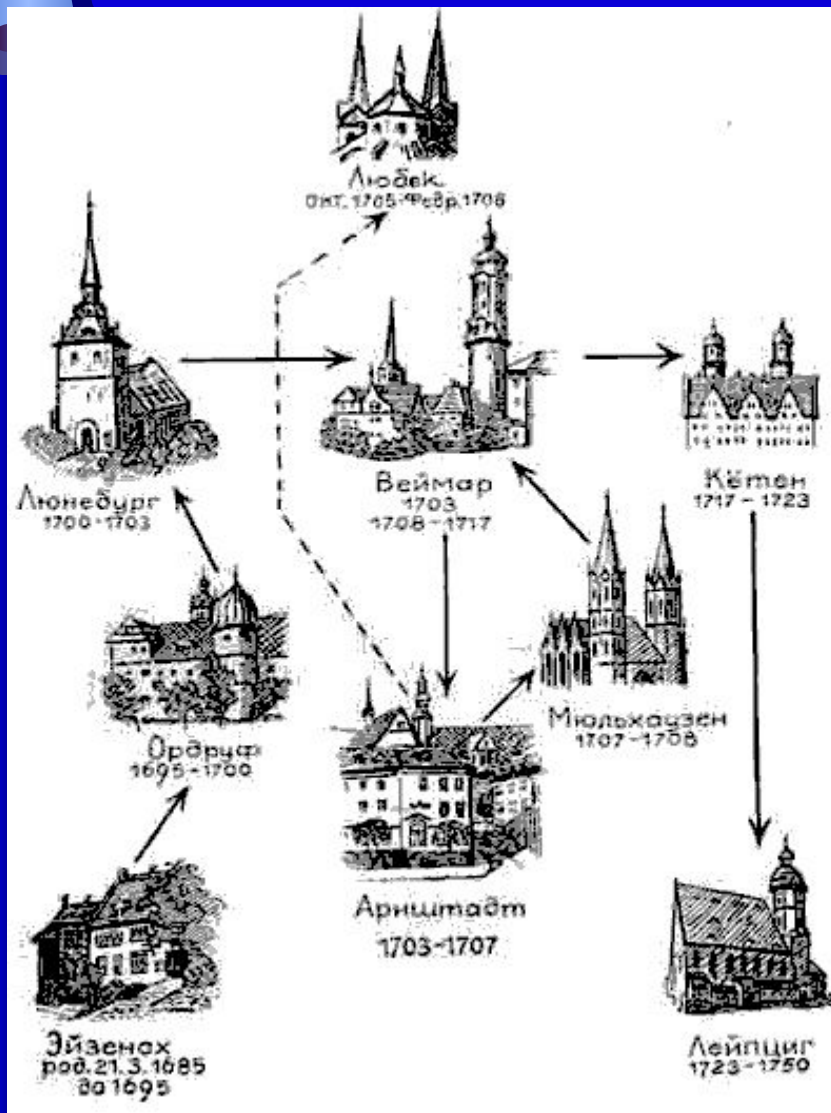 Любек
окт. 1705-Февр. 1706
Люнебург
1700-1703
Веймар
1703
1708-1717
Кётен
1717-1723
Ордруф
1695-1700
Мюльхаузен
1707-1708
Арнштадт
1703-1707
Эйзенах
род. 21.3.1685
до 1695
Лейпциг
1723-1750